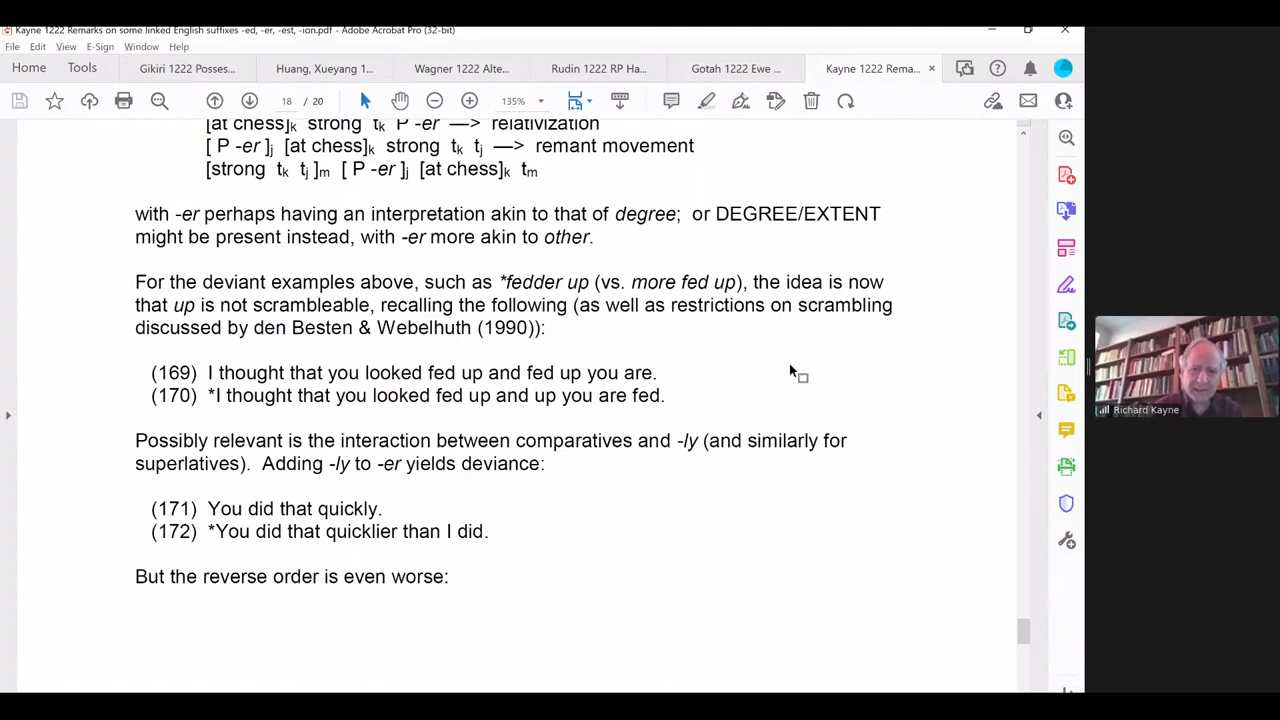 Kayne 1222 Remarks on some linked English suffixes -ed, -er, -est, -ion.pdf - Adobe Acrobat Pro (32-bit)
File Edit View E-Sign Window Help
Home Tools Gikiri 1222 Posses... Huang, Xueyang 1... Wagner 1222 Alte... Rudin 1222 RP Ha... Gotah 1222 Ewe ... Kayne 1222 Rema...
18 / 20 135%
[at chess]k strong tk P -er —> relativization
[ P -er ]j [at chess]k strong tk tj —> remant movement
[strong tk tj ]m [ P -er ]j [at chess]k tm
with -er perhaps having an interpretation akin to that of degree; or DEGREE/EXTENT
might be present instead, with -er more akin to other.
For the deviant examples above, such as *fedder up (vs. more fed up), the idea is now
that up is not scrambleable, recalling the following (as well as restrictions on scrambling
discussed by den Besten & Webelhuth (1990)):
(169) I thought that you looked fed up and fed up you are.
(170) *I thought that you looked fed up and up you are fed.
Possibly relevant is the interaction between comparatives and -ly (and similarly for
superlatives). Adding -ly to -er yields deviance:
(171) You did that quickly.
(172) *You did that quicklier than I did.
But the reverse order is even worse:
Richard Kayne